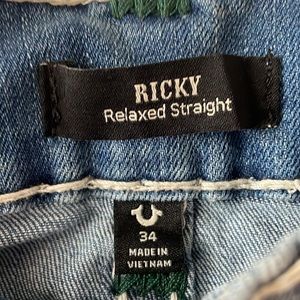 RICKY
Relaxed Straight
34
MADE IN
VIETNAM